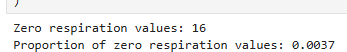 )
Zero respiration values: 16
Proportion of zero respiration values: 0.0037